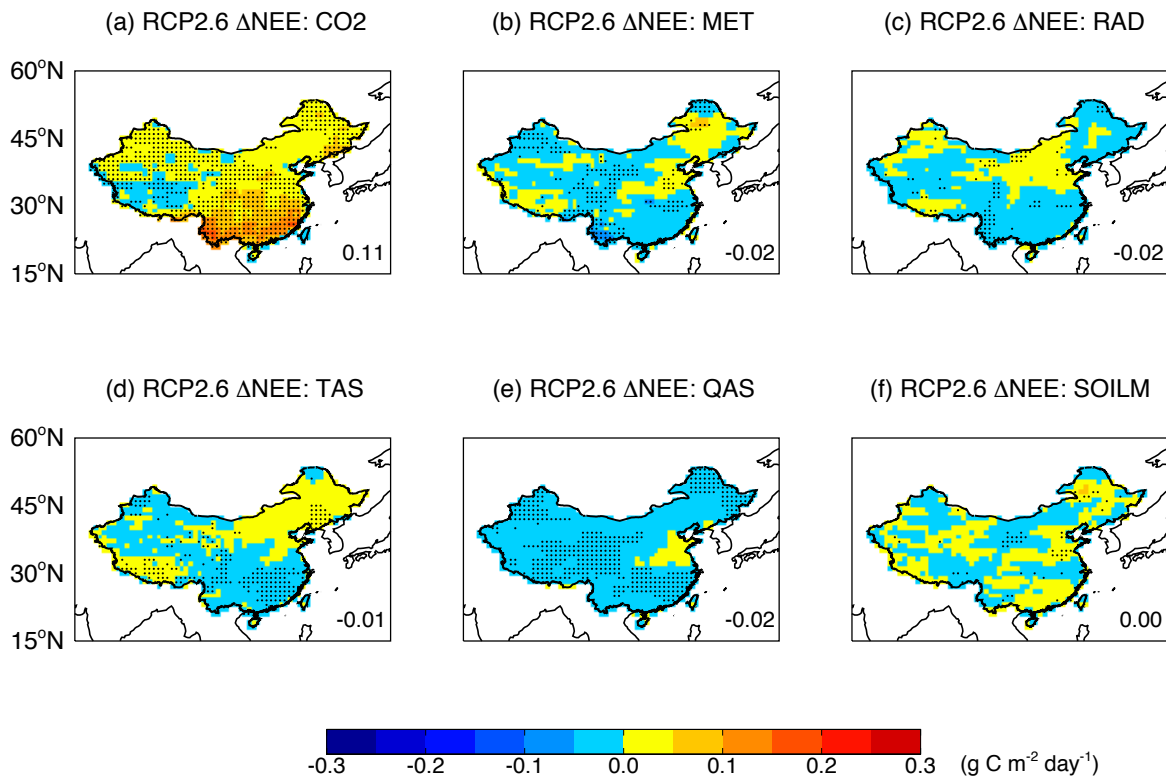 (a) RCP2.6 ΔNEE: CO2
(b) RCP2.6 ΔNEE: MET
(c) RCP2.6 ΔNEE: RAD
60°N
45°N
30°N
15°N
0.11
-0.02
-0.02
(d) RCP2.6 ΔNEE: TAS
(e) RCP2.6 ΔNEE: QAS
(f) RCP2.6 ΔNEE: SOILM
60°N
45°N
30°N
15°N
-0.01
-0.02
0.00
-0.3 -0.2 -0.1 0.0 0.1 0.2 0.3 (g C m⁻² day⁻¹)